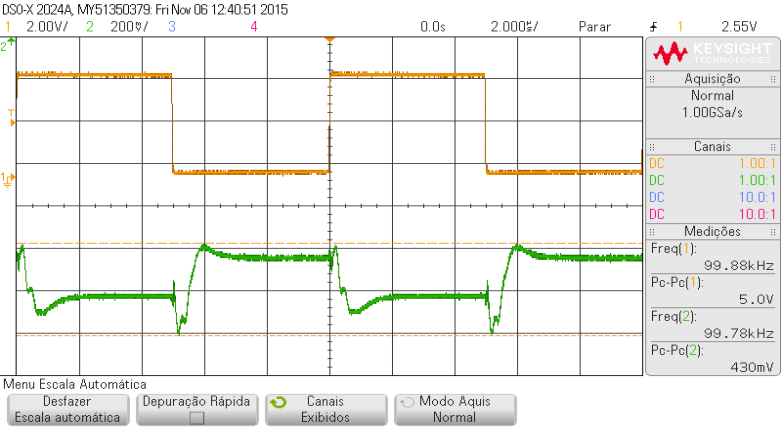 DSO-X 2024A, MY51350379: Fri Nov 06 12:40:51 2015
1 2.00V/ 2 200♈/ 3 4 0.0s 2.000㎲/ Parar 1 2.55V
2
T
1
KEYSIGHT
TECHNOLOGIES
Aquisição
Normal
1.00GSa/s
Canais
DC 1.00:1
DC 1.00:1
DC 10.0:1
DC 10.0:1
Medições
Freq(1):
99.88kHz
Pc-Pc(1):
5.0V
Freq(2):
99.78kHz
Pc-Pc(2):
430mV
Menu Escala Automática
Desfazer
Escala automática
Depuração Rápida
Canais
Exibidos
Modo Aquis
Normal